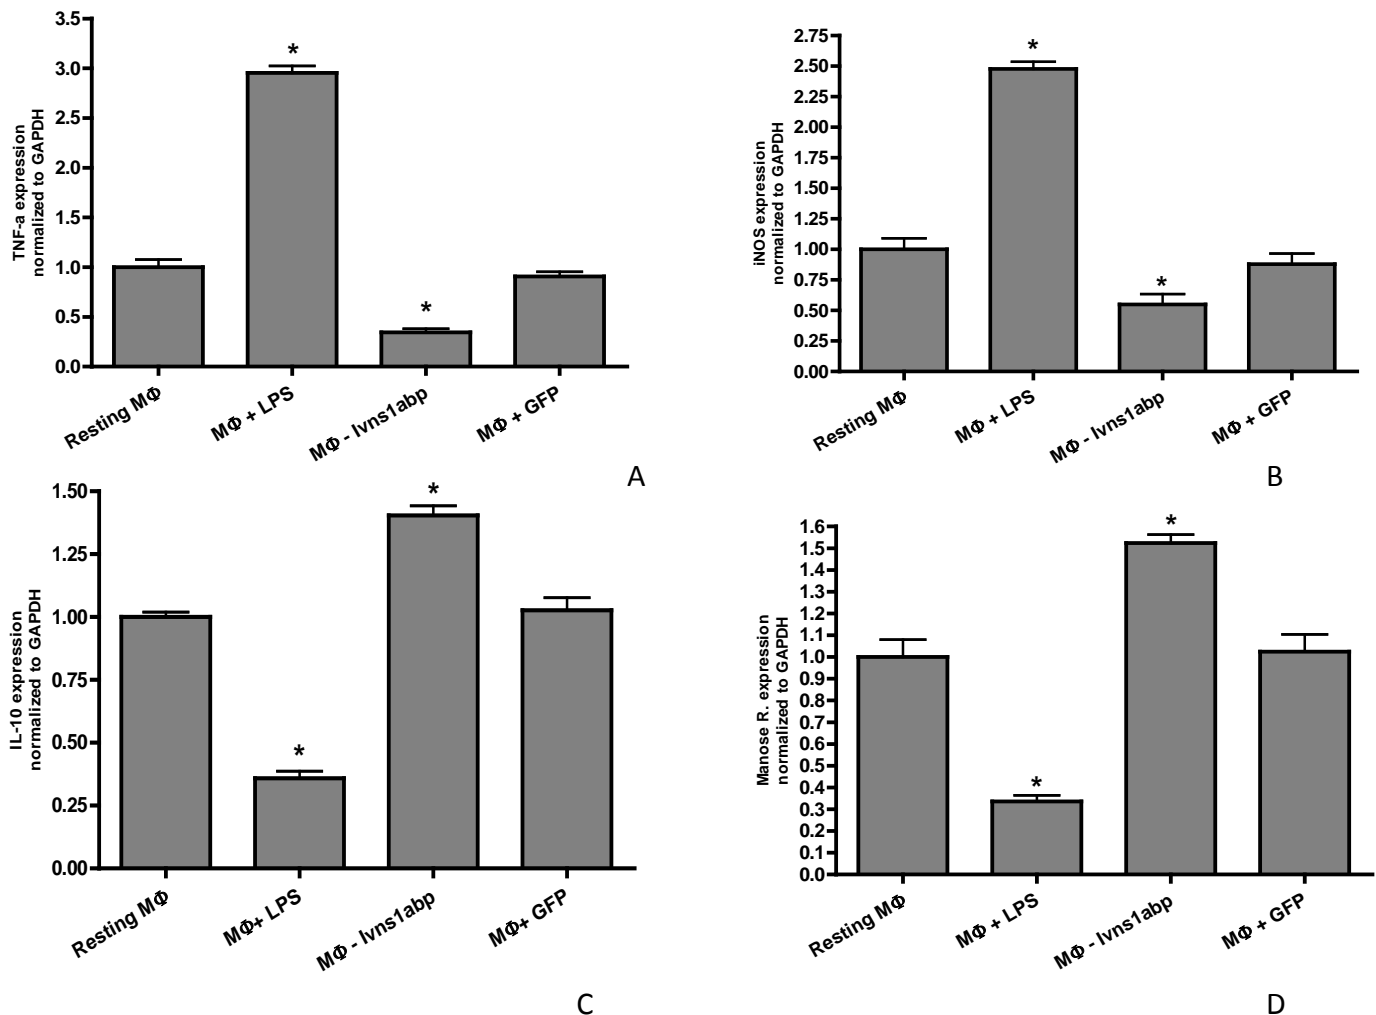 TNF-a expression
normalized to GAPDH
3.5
3.0
2.5
2.0
1.5
1.0
0.5
0.0
*
*
Resting MΦ
MΦ + LPS
MΦ - Ivns1abp
MΦ + GFP
A
iNOS expression
normalized to GAPDH
2.75
2.50
2.25
2.00
1.75
1.50
1.25
1.00
0.75
0.50
0.25
0.00
*
*
Resting MΦ
MΦ + LPS
MΦ - Ivns1abp
MΦ + GFP
B
IL-10 expression
normalized to GAPDH
1.50
1.25
1.00
0.75
0.50
0.25
0.00
*
*
Resting MΦ
MΦ+ LPS
MΦ - Ivns1abp
MΦ+ GFP
C
Manose R. expression
normalized to GAPDH
1.6
1.5
1.4
1.3
1.2
1.1
1.0
0.9
0.8
0.7
0.6
0.5
0.4
0.3
0.2
0.1
0.0
*
*
Resting MΦ
MΦ + LPS
MΦ - Ivns1abp
MΦ + GFP
D